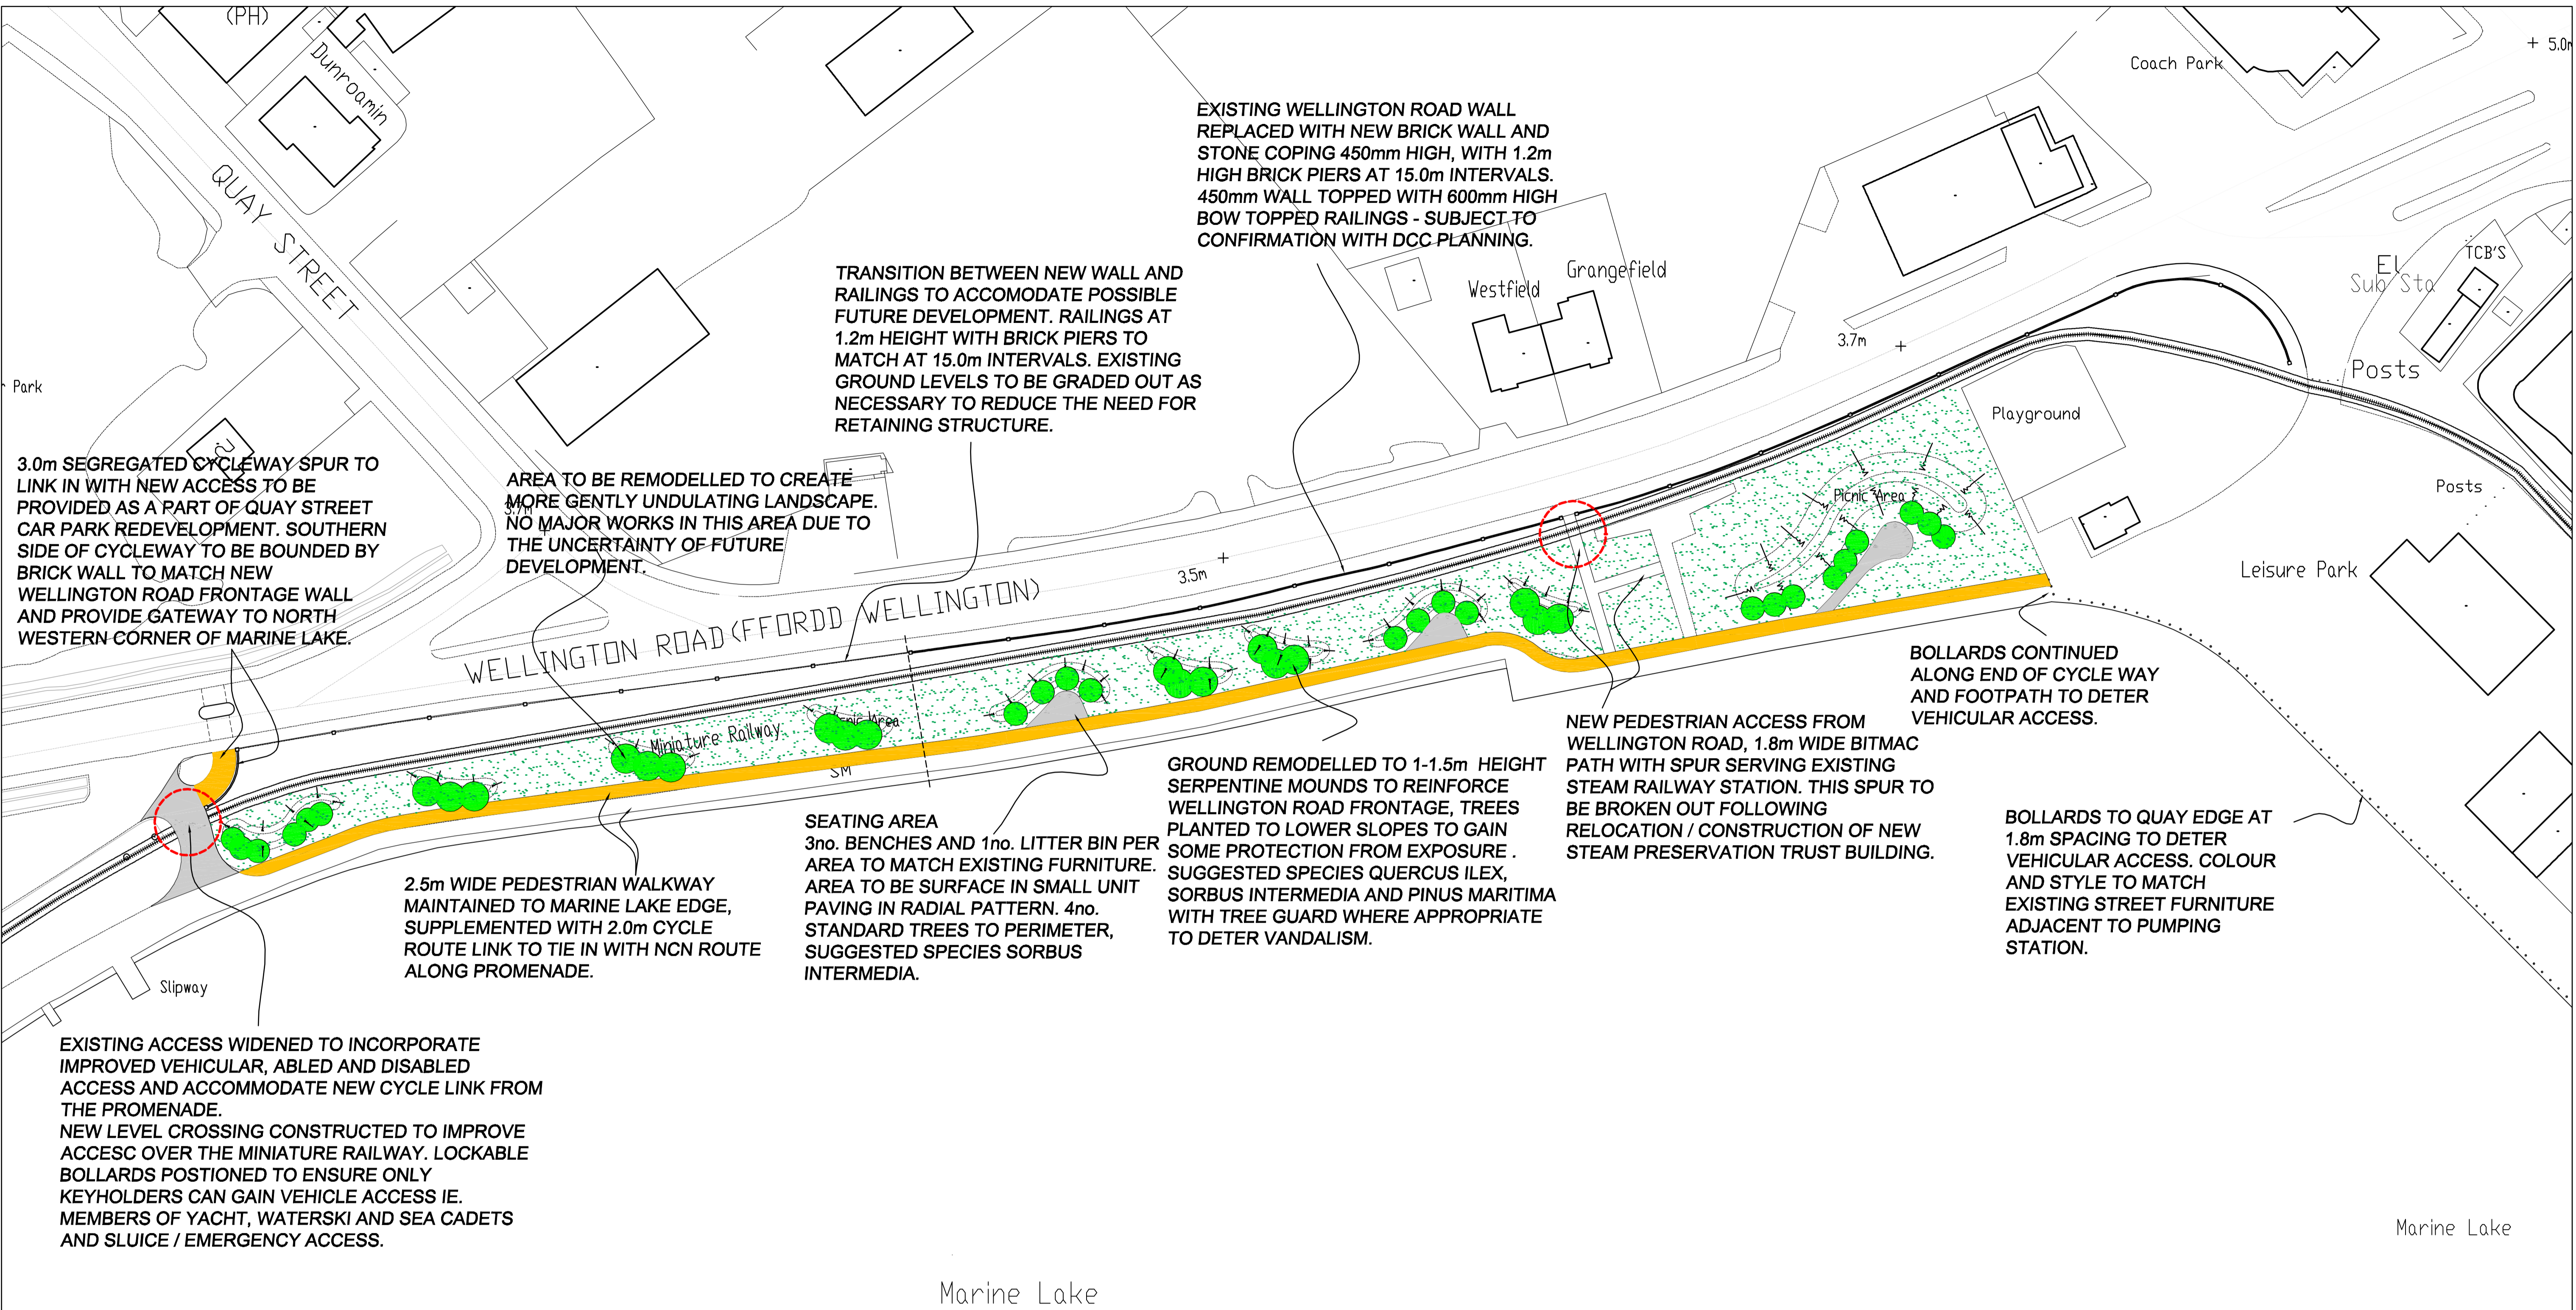 (PH)
Dunroamin
QUAY STREET
Coach Park
5.0m
EXISTING WELLINGTON ROAD WALL
REPLACED WITH NEW BRICK WALL AND
STONE COPING 450mm HIGH, WITH 1.2m
HIGH BRICK PIERS AT 15.0m INTERVALS.
450mm WALL TOPPED WITH 600mm HIGH
BOW TOPPED RAILINGS - SUBJECT TO
CONFIRMATION WITH DCC PLANNING.
TRANSITION BETWEEN NEW WALL AND
RAILINGS TO ACCOMODATE POSSIBLE
FUTURE DEVELOPMENT. RAILINGS AT
1.2m HEIGHT WITH BRICK PIERS TO
MATCH AT 15.0m INTERVALS. EXISTING
GROUND LEVELS TO BE GRADED OUT AS
NECESSARY TO REDUCE THE NEED FOR
RETAINING STRUCTURE.
Westfield
Grangefield
TCB'S
El
Sub Sta
3.7m
Posts
Park
Playground
3.0m SEGREGATED CYCLEWAY SPUR TO
LINK IN WITH NEW ACCESS TO BE
PROVIDED AS A PART OF QUAY STREET
CAR PARK REDEVELOPMENT. SOUTHERN
SIDE OF CYCLEWAY TO BE BOUNDED BY
BRICK WALL TO MATCH NEW
WELLINGTON ROAD FRONTAGE WALL
AND PROVIDE GATEWAY TO NORTH
WESTERN CORNER OF MARINE LAKE.
AREA TO BE REMODELLED TO CREATE
MORE GENTLY UNDULATING LANDSCAPE.
NO MAJOR WORKS IN THIS AREA DUE TO
THE UNCERTAINTY OF FUTURE
DEVELOPMENT.
3.7m
Picnic Area
Posts
3.5m
Leisure Park
WELLINGTON ROAD (FFORDD WELLINGTON)
Miniature Railway
Picnic Area
SM
BOLLARDS CONTINUED
ALONG END OF CYCLE WAY
AND FOOTPATH TO DETER
VEHICULAR ACCESS.
NEW PEDESTRIAN ACCESS FROM
WELLINGTON ROAD, 1.8m WIDE BITMAC
PATH WITH SPUR SERVING EXISTING
STEAM RAILWAY STATION. THIS SPUR TO
BE BROKEN OUT FOLLOWING
RELOCATION / CONSTRUCTION OF NEW
STEAM PRESERVATION TRUST BUILDING.
GROUND REMODELLED TO 1-1.5m HEIGHT
SERPENTINE MOUNDS TO REINFORCE
WELLINGTON ROAD FRONTAGE, TREES
PLANTED TO LOWER SLOPES TO GAIN
SOME PROTECTION FROM EXPOSURE .
SUGGESTED SPECIES QUERCUS ILEX,
SORBUS INTERMEDIA AND PINUS MARITIMA
WITH TREE GUARD WHERE APPROPRIATE
TO DETER VANDALISM.
SEATING AREA
3no. BENCHES AND 1no. LITTER BIN PER
AREA TO MATCH EXISTING FURNITURE.
AREA TO BE SURFACE IN SMALL UNIT
PAVING IN RADIAL PATTERN. 4no.
STANDARD TREES TO PERIMETER,
SUGGESTED SPECIES SORBUS
INTERMEDIA.
BOLLARDS TO QUAY EDGE AT
1.8m SPACING TO DETER
VEHICULAR ACCESS. COLOUR
AND STYLE TO MATCH
EXISTING STREET FURNITURE
ADJACENT TO PUMPING
STATION.
2.5m WIDE PEDESTRIAN WALKWAY
MAINTAINED TO MARINE LAKE EDGE,
SUPPLEMENTED WITH 2.0m CYCLE
ROUTE LINK TO TIE IN WITH NCN ROUTE
ALONG PROMENADE.
Slipway
EXISTING ACCESS WIDENED TO INCORPORATE
IMPROVED VEHICULAR, ABLED AND DISABLED
ACCESS AND ACCOMMODATE NEW CYCLE LINK FROM
THE PROMENADE.
NEW LEVEL CROSSING CONSTRUCTED TO IMPROVE
ACCESC OVER THE MINIATURE RAILWAY. LOCKABLE
BOLLARDS POSTIONED TO ENSURE ONLY
KEYHOLDERS CAN GAIN VEHICLE ACCESS IE.
MEMBERS OF YACHT, WATERSKI AND SEA CADETS
AND SLUICE / EMERGENCY ACCESS.
Marine Lake
Marine Lake